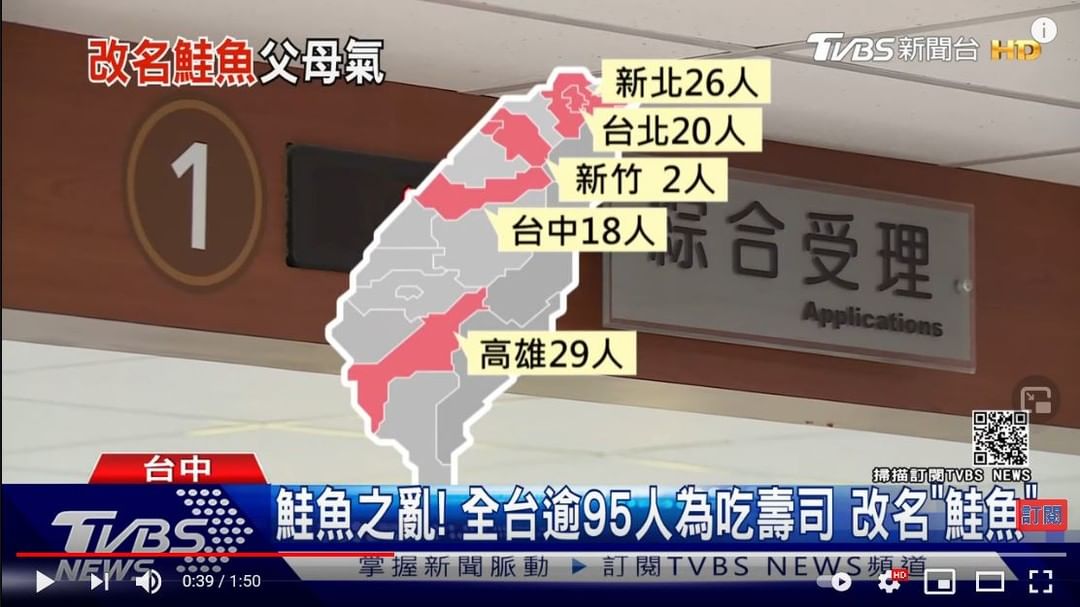 改名鮭魚父母氣
TVBS新聞台 HD
新北26人
台北20人
新竹 2人
台中18人
高雄29人
1
綜合受理
Applications
掃描訂閱TVBS NEWS
台中
鮭魚之亂! 全台逾95人為吃壽司 改名"鮭魚"
訂閱
TVBS
NEWS
掌握新聞脈動 ▶ 訂閱TVBS NEWS頻道
0:39 / 1:50
HD